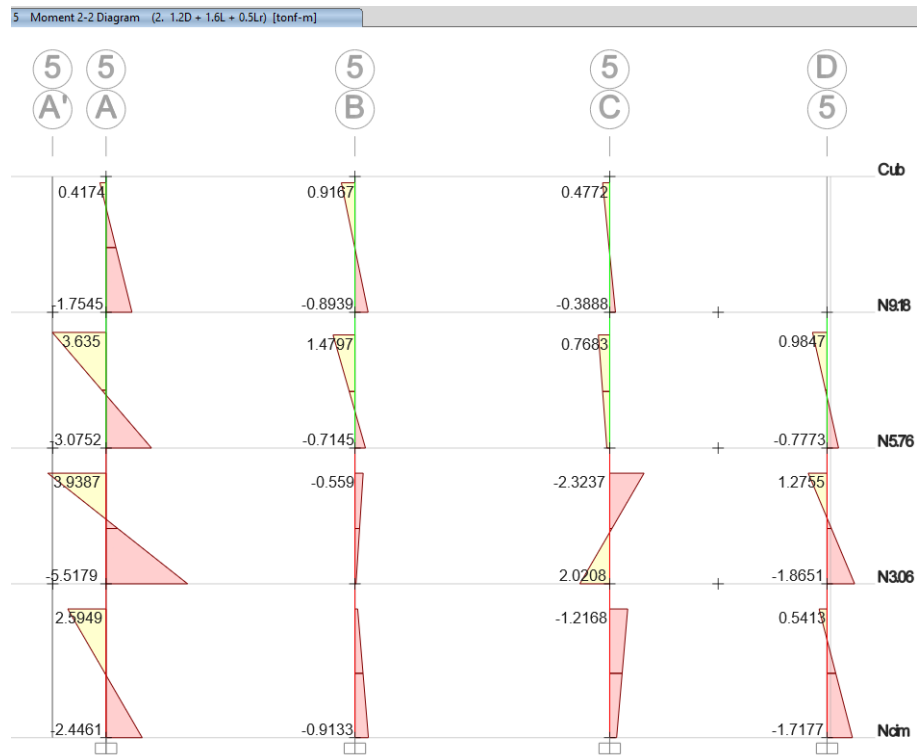 5 Moment 2-2 Diagram (2. 1.2D + 1.6L + 0.5Lr) [tonf-m]
5 5 5 5 D
A' A B C 5
Cub
0.4174 0.9167 0.4772
-1.7545 -0.8939 -0.3888 N9.18
3.635 1.4797 0.7683 0.9847
-3.0752 -0.7145 -0.7773 N5.76
3.9387 -0.559 -2.3237 1.2755
-5.5179 2.0208 -1.8651 N3.06
2.5949 -1.2168 0.5413
-2.4461 -0.9133 -1.7177 Ncim